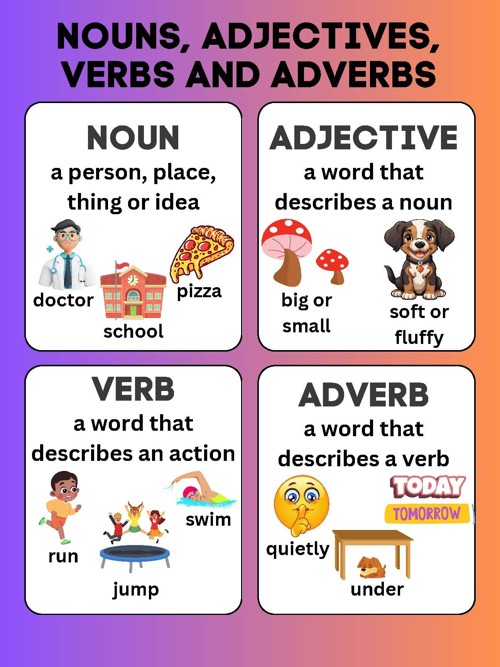 NOUNS, ADJECTIVES,
VERBS AND ADVERBS
NOUN
a person, place,
thing or idea
doctor
school
pizza
ADJECTIVE
a word that
describes a noun
big or
small
soft or
fluffy
VERB
a word that
describes an action
run
jump
swim
ADVERB
a word that
describes a verb
quietly
TODAY
TOMORROW
under